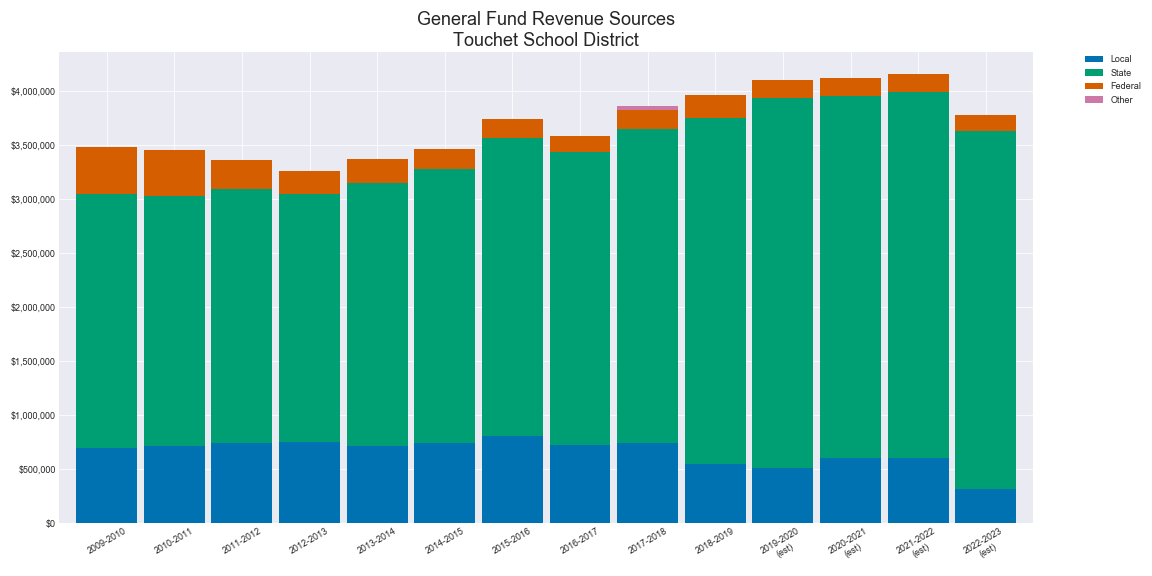 General Fund Revenue Sources
Touchet School District
Local
State
Federal
Other
$4,000,000
$3,500,000
$3,000,000
$2,500,000
$2,000,000
$1,500,000
$1,000,000
$500,000
$0
2009-2010
2010-2011
2011-2012
2012-2013
2013-2014
2014-2015
2015-2016
2016-2017
2017-2018
2018-2019
2019-2020
(est)
2020-2021
(est)
2021-2022
(est)
2022-2023
(est)